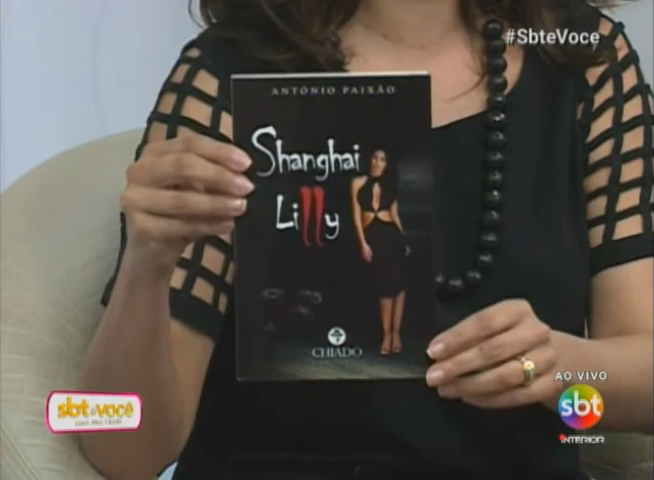 #SbteVoce
ANTÓNIO PAIXÃO
Shanghai
Lilly
CHIADO
AO VIVO
sbt e você
sbt
INTERIOR